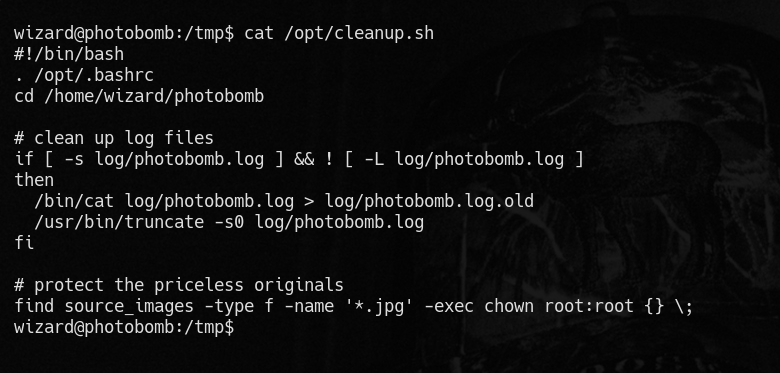 wizard@photobomb:/tmp$ cat /opt/cleanup.sh
#!/bin/bash
. /opt/.bashrc
cd /home/wizard/photobomb

# clean up log files
if [ -s log/photobomb.log ] && ! [ -L log/photobomb.log ]
then
  /bin/cat log/photobomb.log > log/photobomb.log.old
  /usr/bin/truncate -s0 log/photobomb.log
fi

# protect the priceless originals
find source_images -type f -name '*.jpg' -exec chown root:root {} \;
wizard@photobomb:/tmp$